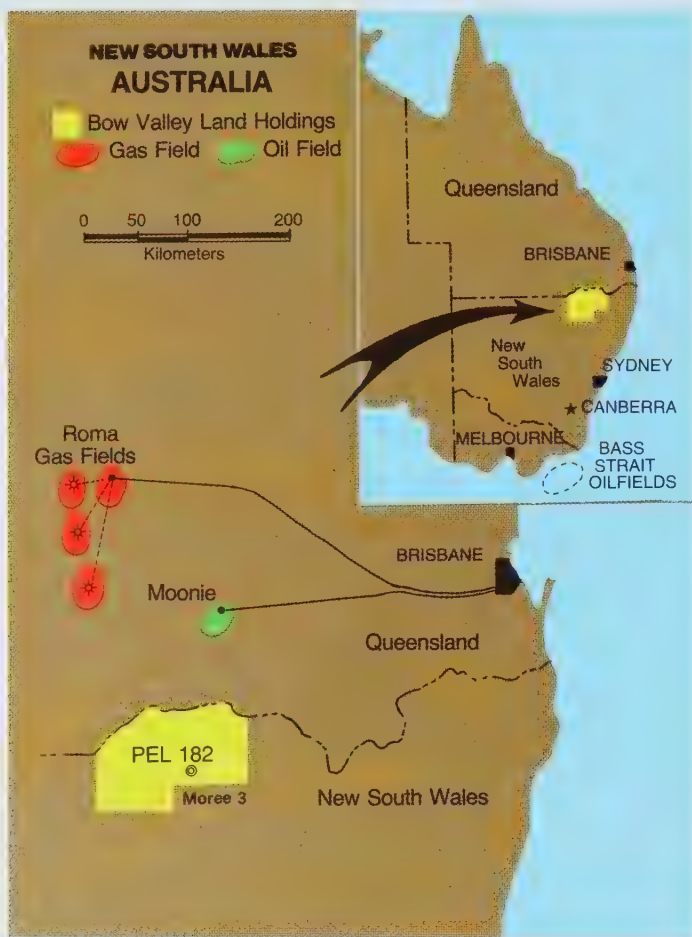 NEW SOUTH WALES
AUSTRALIA
Bow Valley Land Holdings
Gas Field Oil Field
0 50 100 200
Kilometers
Queensland
BRISBANE
New
South
Wales
SYDNEY
CANBERRA
MELBOURNE
BASS
STRAIT
OILFIELDS
Roma
Gas Fields
BRISBANE
Moonie
Queensland
PEL 182
Moree 3
New South Wales